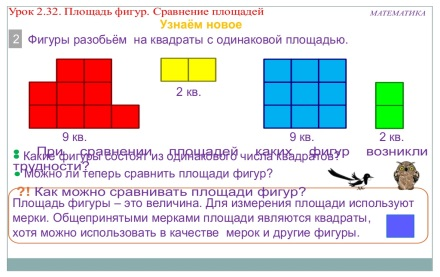 Урок 2.32. Площадь фигур. Сравнение площадей
МАТЕМАТИКА
Узнаём новое
2 Фигуры разобьём на квадраты с одинаковой площадью.
2 кв.
9 кв.
9 кв.
2 кв.
• При сравнении площадей каких фигур возникли трудности?
• Какие фигуры состоят из одинакового числа квадратов?
• Можно ли теперь сравнить площади фигур?
?! Как можно сравнивать площади фигур?
Площадь фигуры – это величина. Для измерения площади используют
мерки. Общепринятыми мерками площади являются квадраты,
хотя можно использовать в качестве мерок и другие фигуры.